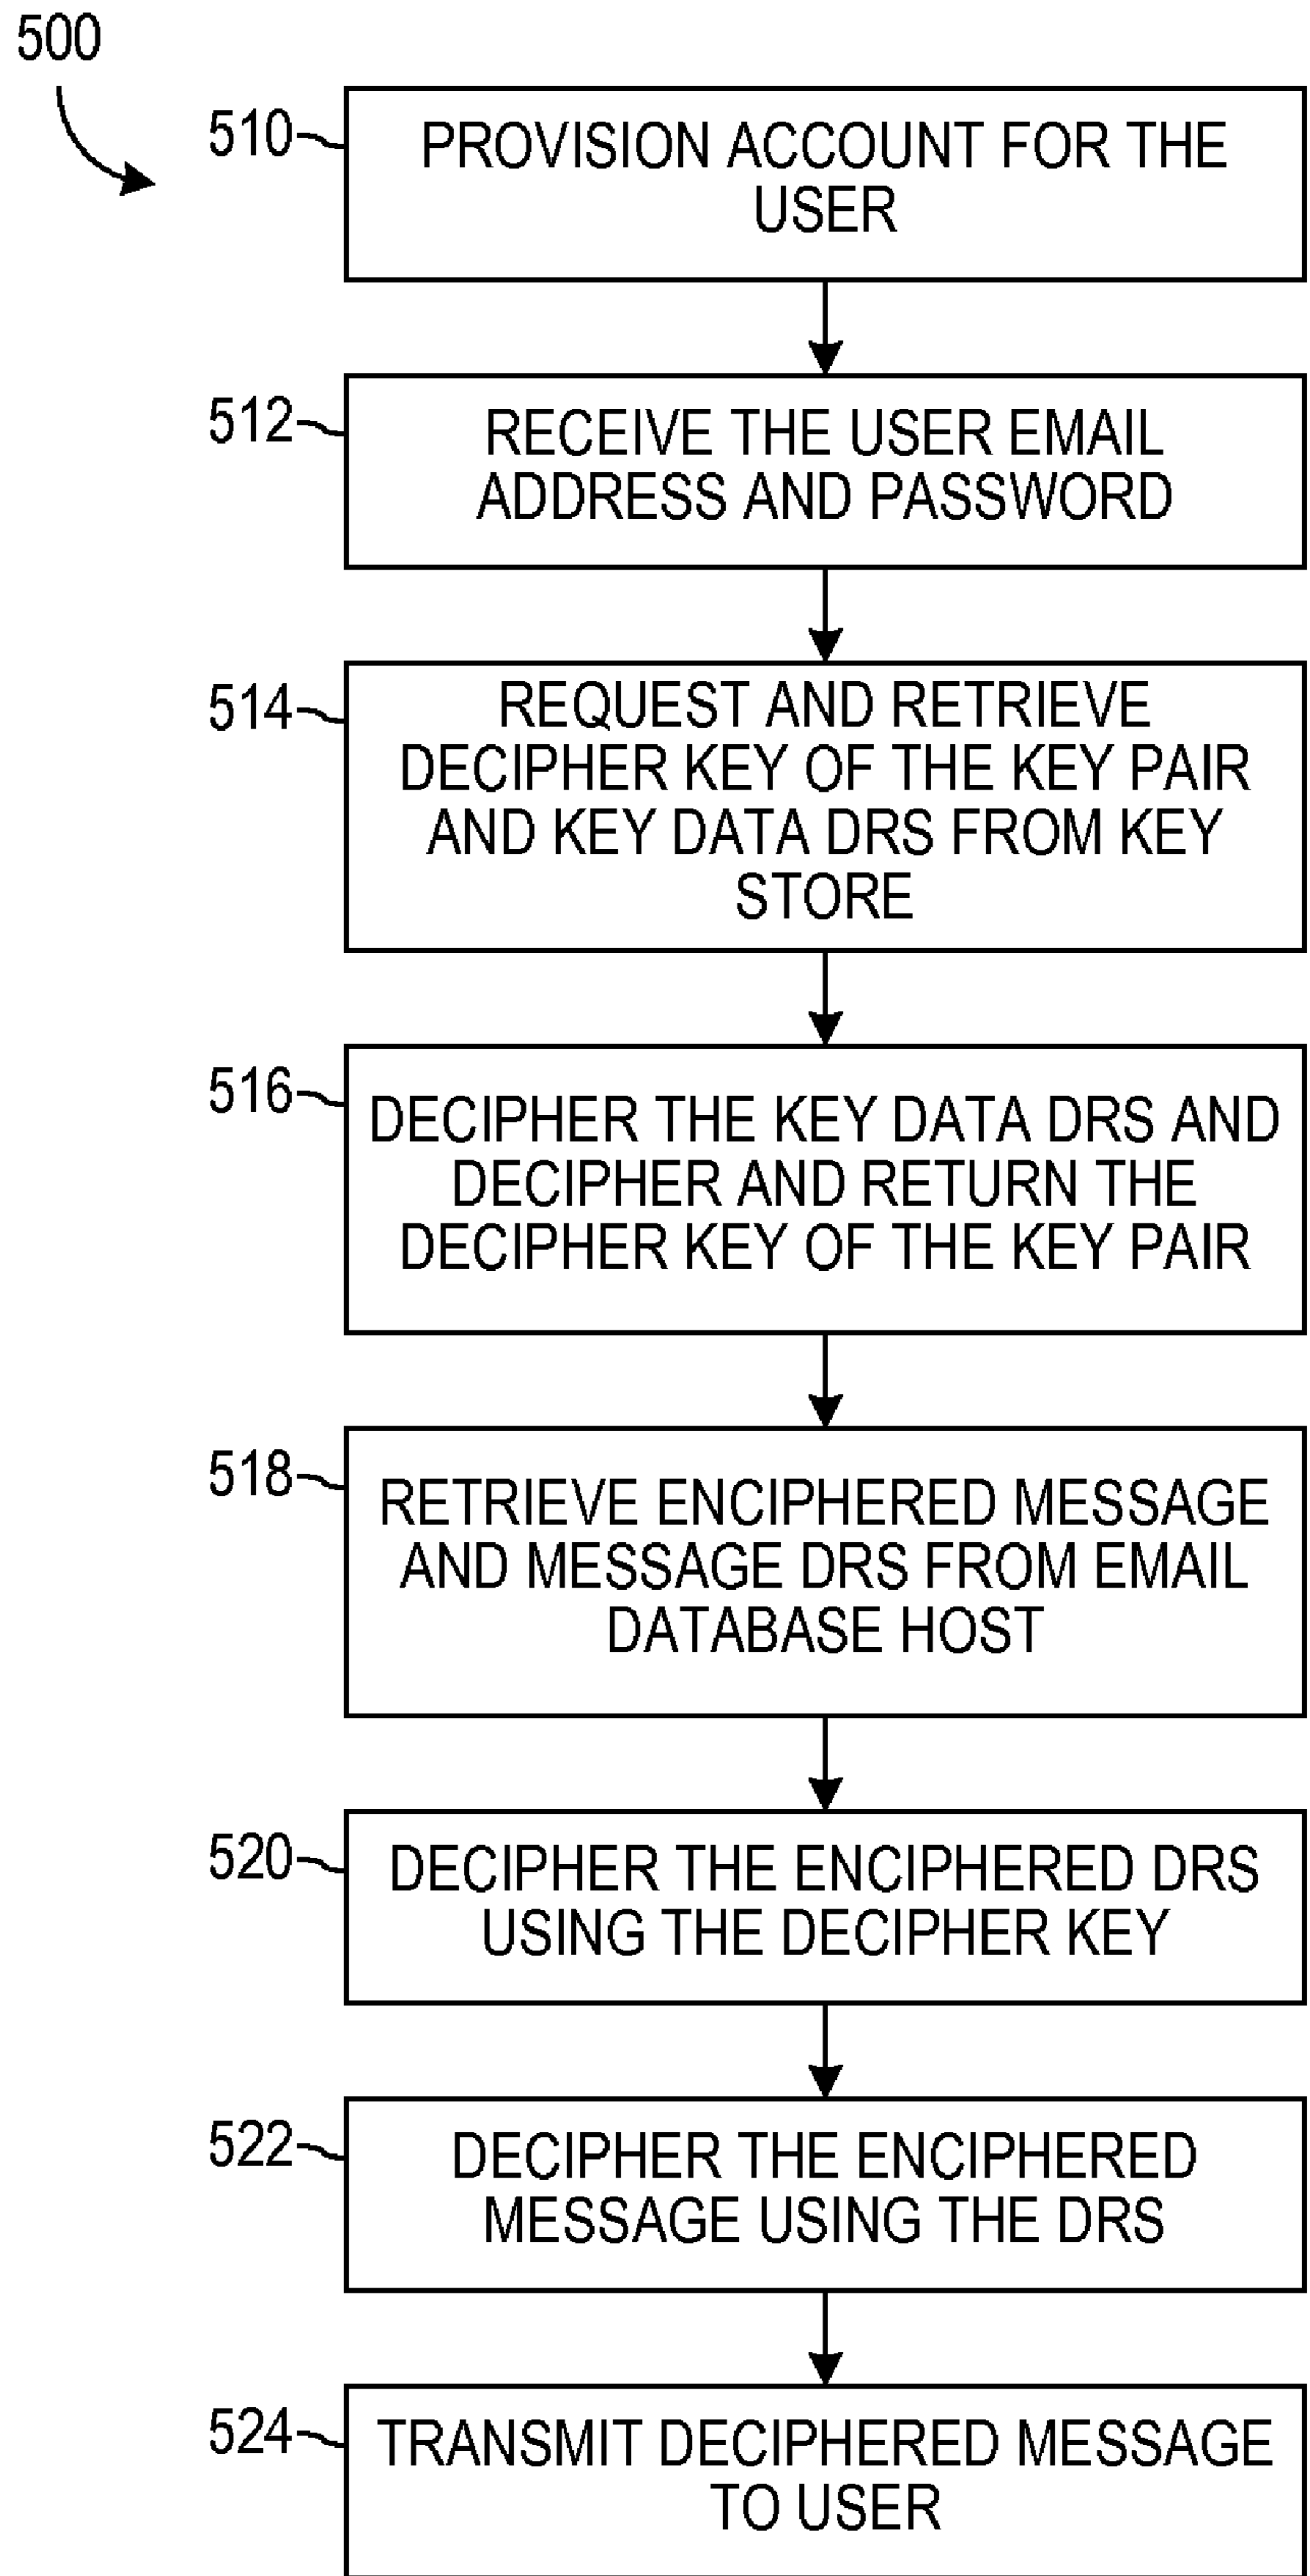 500
510
PROVISION ACCOUNT FOR THE
USER
512
RECEIVE THE USER EMAIL
ADDRESS AND PASSWORD
514
REQUEST AND RETRIEVE
DECIPHER KEY OF THE KEY PAIR
AND KEY DATA DRS FROM KEY
STORE
516
DECIPHER THE KEY DATA DRS AND
DECIPHER AND RETURN THE
DECIPHER KEY OF THE KEY PAIR
518
RETRIEVE ENCIPHERED MESSAGE
AND MESSAGE DRS FROM EMAIL
DATABASE HOST
520
DECIPHER THE ENCIPHERED DRS
USING THE DECIPHER KEY
522
DECIPHER THE ENCIPHERED
MESSAGE USING THE DRS
524
TRANSMIT DECIPHERED MESSAGE
TO USER